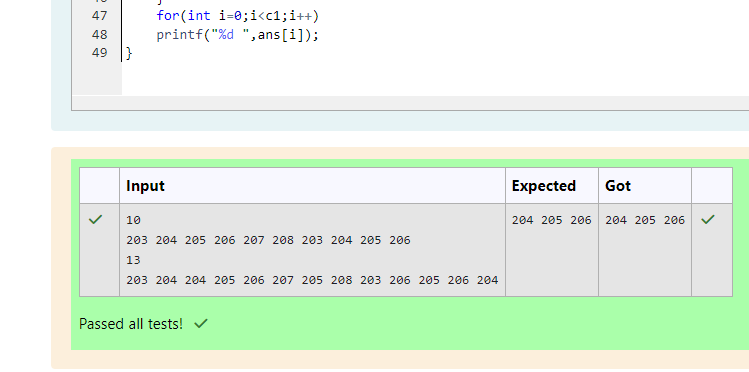 47 for(int i=0;i<c1;i++)
48 printf("%d ",ans[i]);
49 }
Input Expected Got
10 204 205 206 204 205 206
203 204 205 206 207 208 203 204 205 206
13
203 204 204 205 206 207 205 208 203 206 205 206 204
Passed all tests!